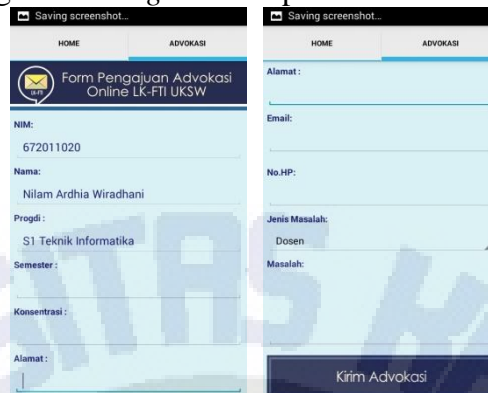 Saving screenshot...
HOME
ADVOKASI
LK-FTI
Form Pengajuan Advokasi
Online LK-FTI UKSW
NIM:
672011020
Nama:
Nilam Ardhia Wiradhani
Progdi :
S1 Teknik Informatika
Semester :
Konsentrasi :
Alamat :
Saving screenshot...
HOME
ADVOKASI
Alamat :
Email:
No.HP:
Jenis Masalah:
Dosen
Masalah:
Kirim Advokasi